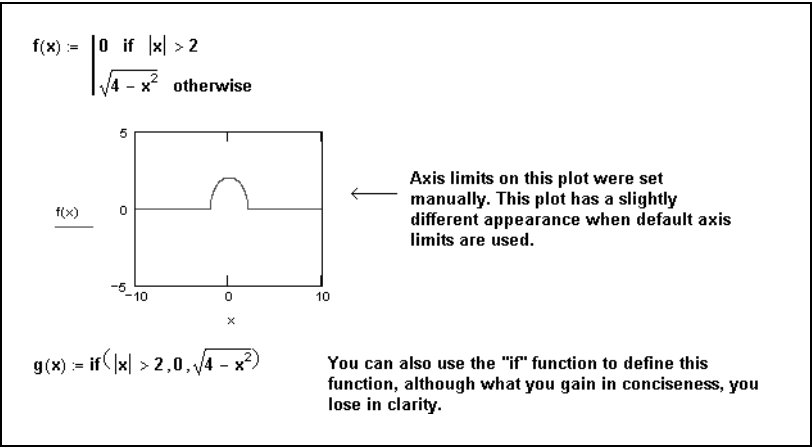 f(x) := |0 if |x| > 2
√4 − x² otherwise
5
f(x)
0
−5
−10
0
10
x
Axis limits on this plot were set
manually. This plot has a slightly
different appearance when default axis
limits are used.
g(x) := if(|x| > 2 , 0 , √4 − x²)
You can also use the "if" function to define this
function, although what you gain in conciseness, you
lose in clarity.